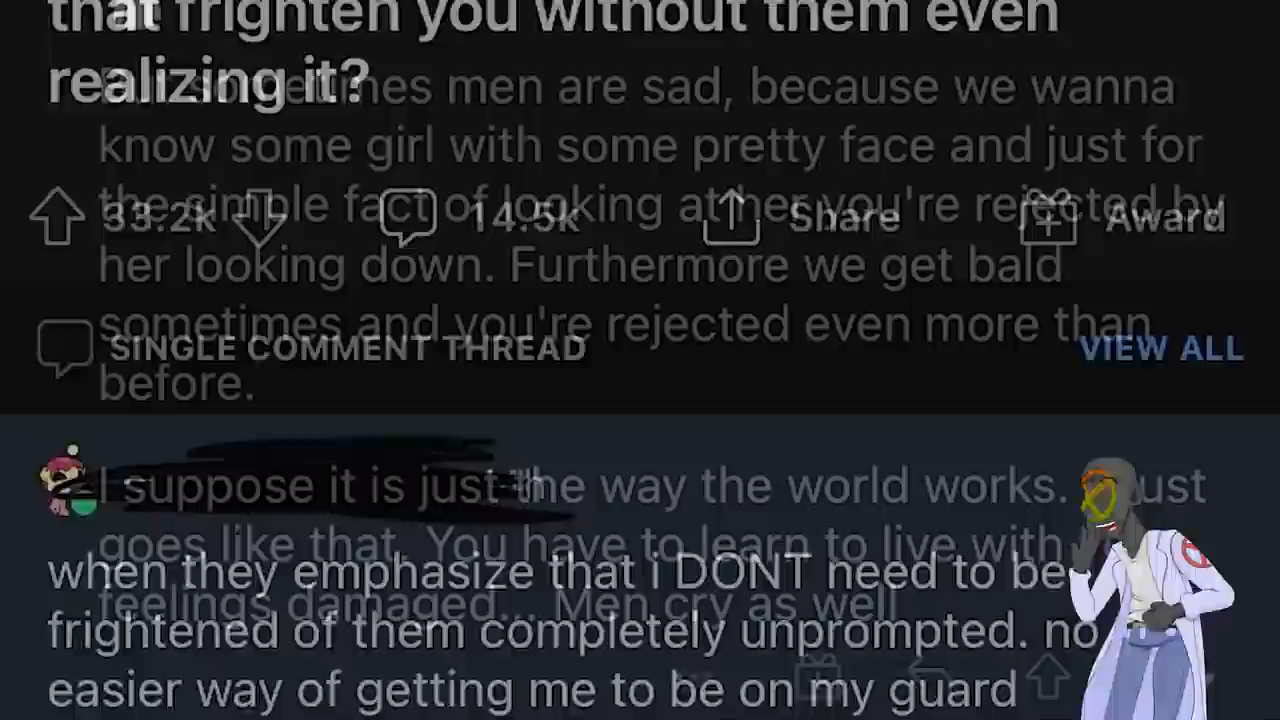 that frighten you without them even
realizing it?
sometimes men are sad, because we wanna
know some girl with some pretty face and just for
the simple fact of looking at her you're rejected by
33.2k 14.5k Share Award
her looking down. Furthermore we get bald
sometimes and you're rejected even more than
SINGLE COMMENT THREAD VIEW ALL
before.
I suppose it is just the way the world works. Just
goes like that. You have to learn to live with
when they emphasize that i DONT need to be
feelings damaged... Men cry as well
frightened of them completely unprompted. no
easier way of getting me to be on my guard